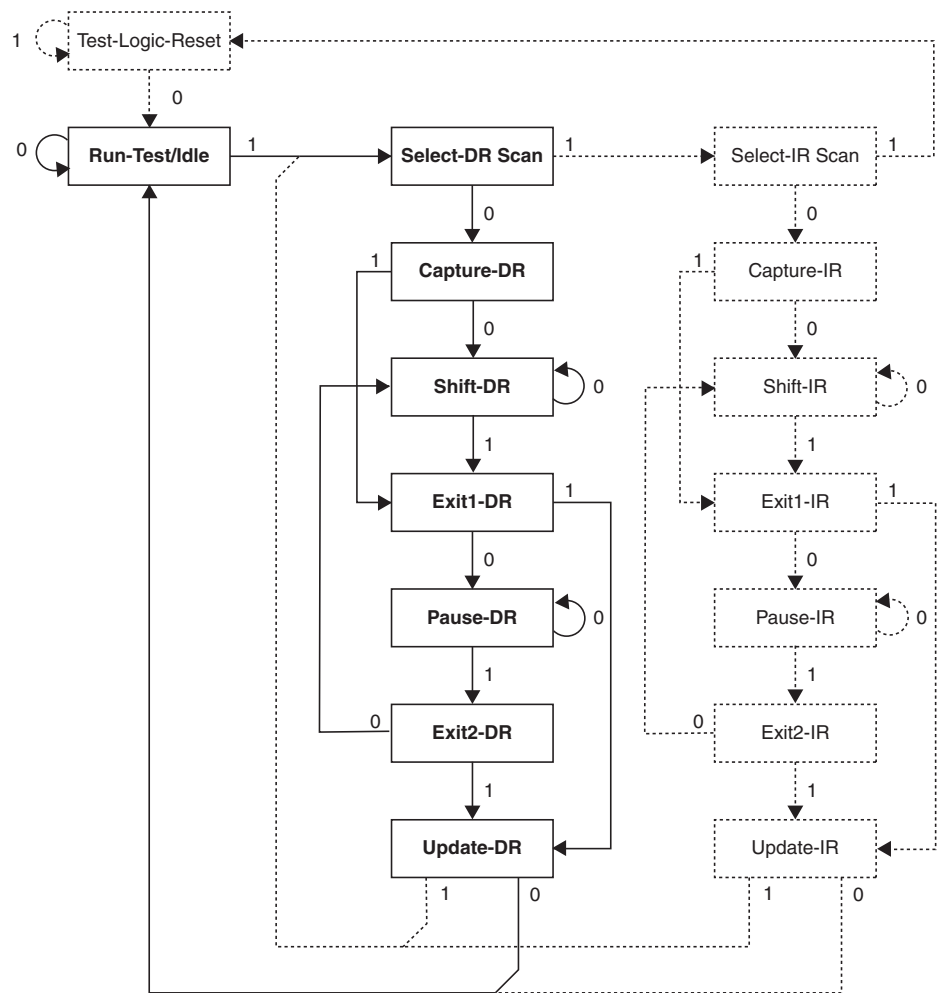 1
Test-Logic-Reset
0
0
Run-Test/Idle
1
Select-DR Scan
1
Select-IR Scan
1
0
0
1
Capture-DR
1
Capture-IR
0
0
Shift-DR
0
Shift-IR
0
1
1
Exit1-DR
1
Exit1-IR
1
0
0
Pause-DR
0
Pause-IR
0
1
1
0
Exit2-DR
0
Exit2-IR
1
1
Update-DR
Update-IR
1
0
1
0